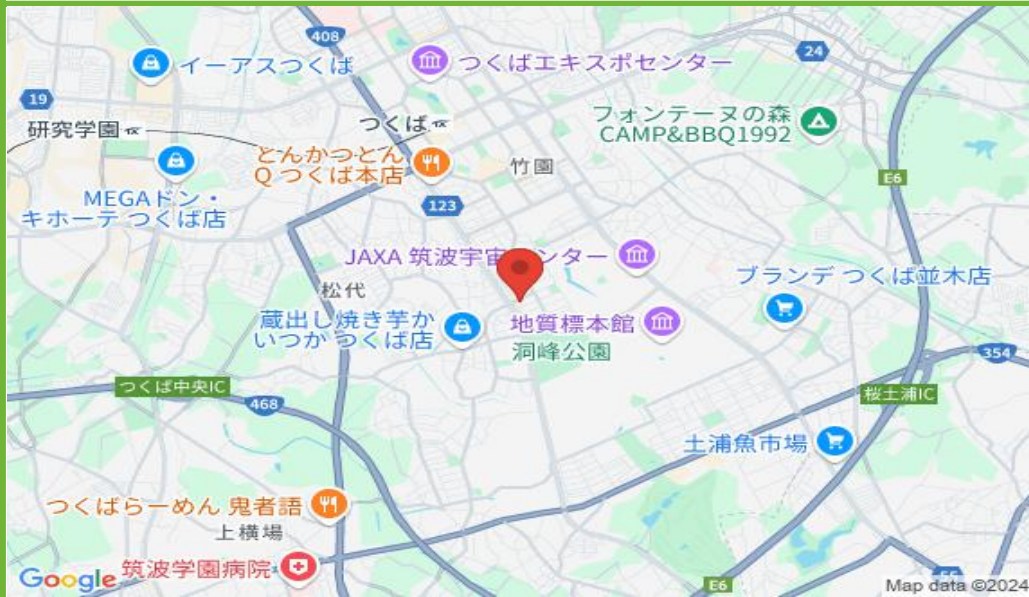 408
24
イーアスつくば
つくばエキスポセンター
19
フォンテーヌの森
CAMP&BBQ1992
研究学園
つくば
とんかつとん
Q つくば本店
竹園
E6
MEGAドン・
キホーテ つくば店
123
JAXA 筑波宇宙センター
ブランデ つくば並木店
松代
蔵出し焼き芋か
いつか つくば店
地質標本館
洞峰公園
354
つくば中央IC
468
桜土浦IC
土浦魚市場
つくばらーめん 鬼者語
上横場
筑波学園病院
Google
E6
Map data ©2024